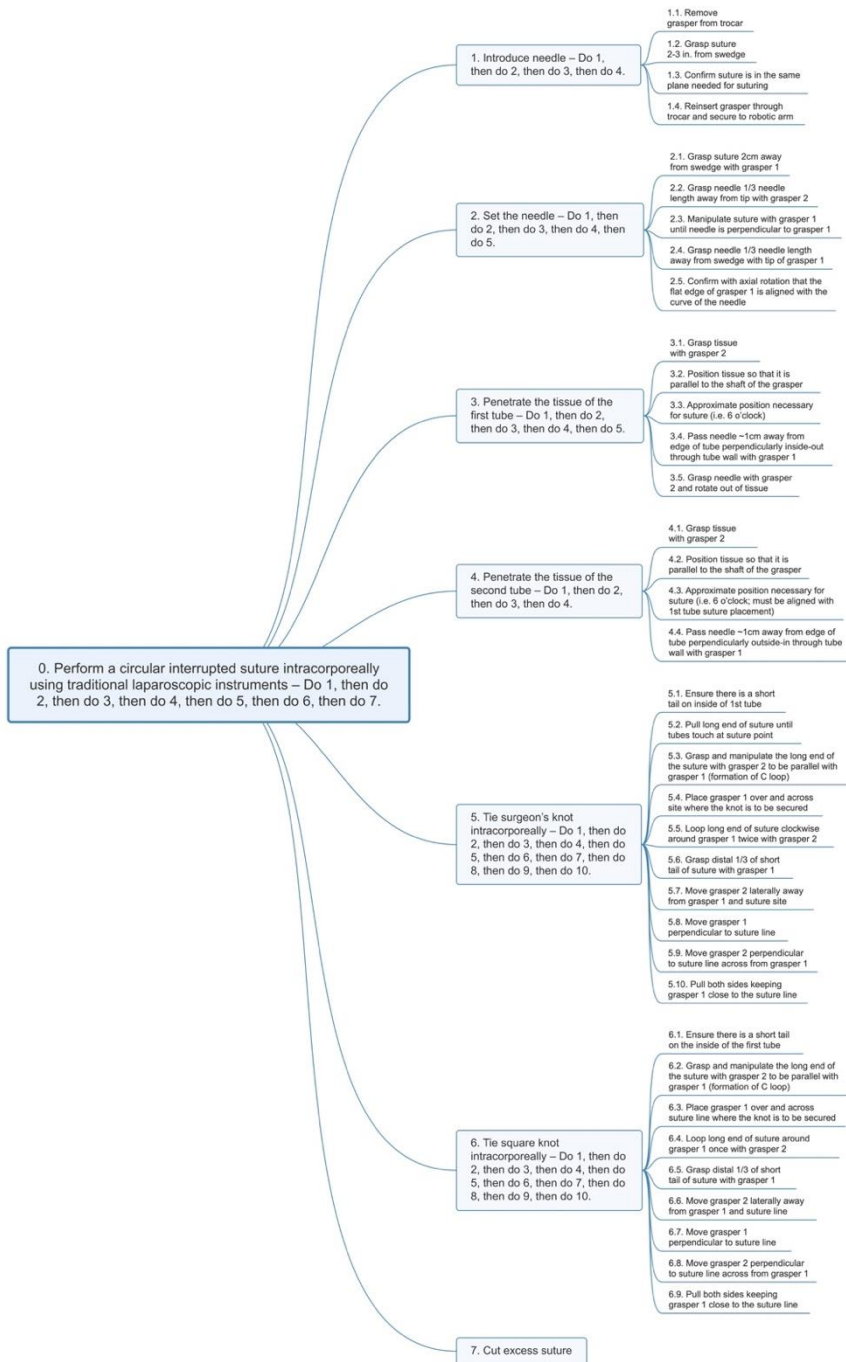 0. Perform a circular interrupted suture intracorporeally
using traditional laparoscopic instruments – Do 1, then do
2, then do 3, then do 4, then do 5, then do 6, then do 7.
1. Introduce needle – Do 1,
then do 2, then do 3, then do 4.
1.1. Remove
grasper from trocar
1.2. Grasp suture
2-3 in. from swedge
1.3. Confirm suture is in the same
plane needed for suturing
1.4. Reinsert grasper through
trocar and secure to robotic arm
2. Set the needle – Do 1, then
do 2, then do 3, then do 4, then
do 5.
2.1. Grasp suture 2cm away
from swedge with grasper 1
2.2. Grasp needle 1/3 needle
length away from tip with grasper 2
2.3. Manipulate suture with grasper 1
until needle is perpendicular to grasper 1
2.4. Grasp needle 1/3 needle length
away from swedge with tip of grasper 1
2.5. Confirm with axial rotation that the
flat edge of grasper 1 is aligned with the
curve of the needle
3. Penetrate the tissue of the
first tube – Do 1, then do 2,
then do 3, then do 4, then do 5.
3.1. Grasp tissue
with grasper 2
3.2. Position tissue so that it is
parallel to the shaft of the grasper
3.3. Approximate position necessary
for suture (i.e. 6 o'clock)
3.4. Pass needle ~1cm away from
edge of tube perpendicularly inside-out
through tube wall with grasper 1
3.5. Grasp needle with grasper
2 and rotate out of tissue
4. Penetrate the tissue of the
second tube – Do 1, then do 2,
then do 3, then do 4.
4.1. Grasp tissue
with grasper 2
4.2. Position tissue so that it is
parallel to the shaft of the grasper
4.3. Approximate position necessary for
suture (i.e. 6 o'clock; must be aligned with
1st tube suture placement)
4.4. Pass needle ~1cm away from edge of
tube perpendicularly outside-in through tube
wall with grasper 1
5. Tie surgeon's knot
intracorporeally – Do 1, then do
2, then do 3, then do 4, then do
5, then do 6, then do 7, then do
8, then do 9, then do 10.
5.1. Ensure there is a short
tail on inside of 1st tube
5.2. Pull long end of suture until
tubes touch at suture point
5.3. Grasp and manipulate the long end of
the suture with grasper 2 to be parallel with
grasper 1 (formation of C loop)
5.4. Place grasper 1 over and across
site where the knot is to be secured
5.5. Loop long end of suture clockwise
around grasper 1 twice with grasper 2
5.6. Grasp distal 1/3 of short
tail of suture with grasper 1
5.7. Move grasper 2 laterally away
from grasper 1 and suture site
5.8. Move grasper 1
perpendicular to suture line
5.9. Move grasper 2 perpendicular
to suture line across from grasper 1
5.10. Pull both sides keeping
grasper 1 close to the suture line
6. Tie square knot
intracorporeally – Do 1, then do
2, then do 3, then do 4, then do
5, then do 6, then do 7, then do
8, then do 9, then do 10.
6.1. Ensure there is a short tail
on the inside of the first tube
6.2. Grasp and manipulate the long end of
the suture with grasper 2 to be parallel with
grasper 1 (formation of C loop)
6.3. Place grasper 1 over and across
suture line where the knot is to be secured
6.4. Loop long end of suture around
grasper 1 once with grasper 2
6.5. Grasp distal 1/3 of short
tail of suture with grasper 1
6.6. Move grasper 2 laterally away
from grasper 1 and suture line
6.7. Move grasper 1
perpendicular to suture line
6.8. Move grasper 2 perpendicular
to suture line across from grasper 1
6.9. Pull both sides keeping
grasper 1 close to the suture line
7. Cut excess suture